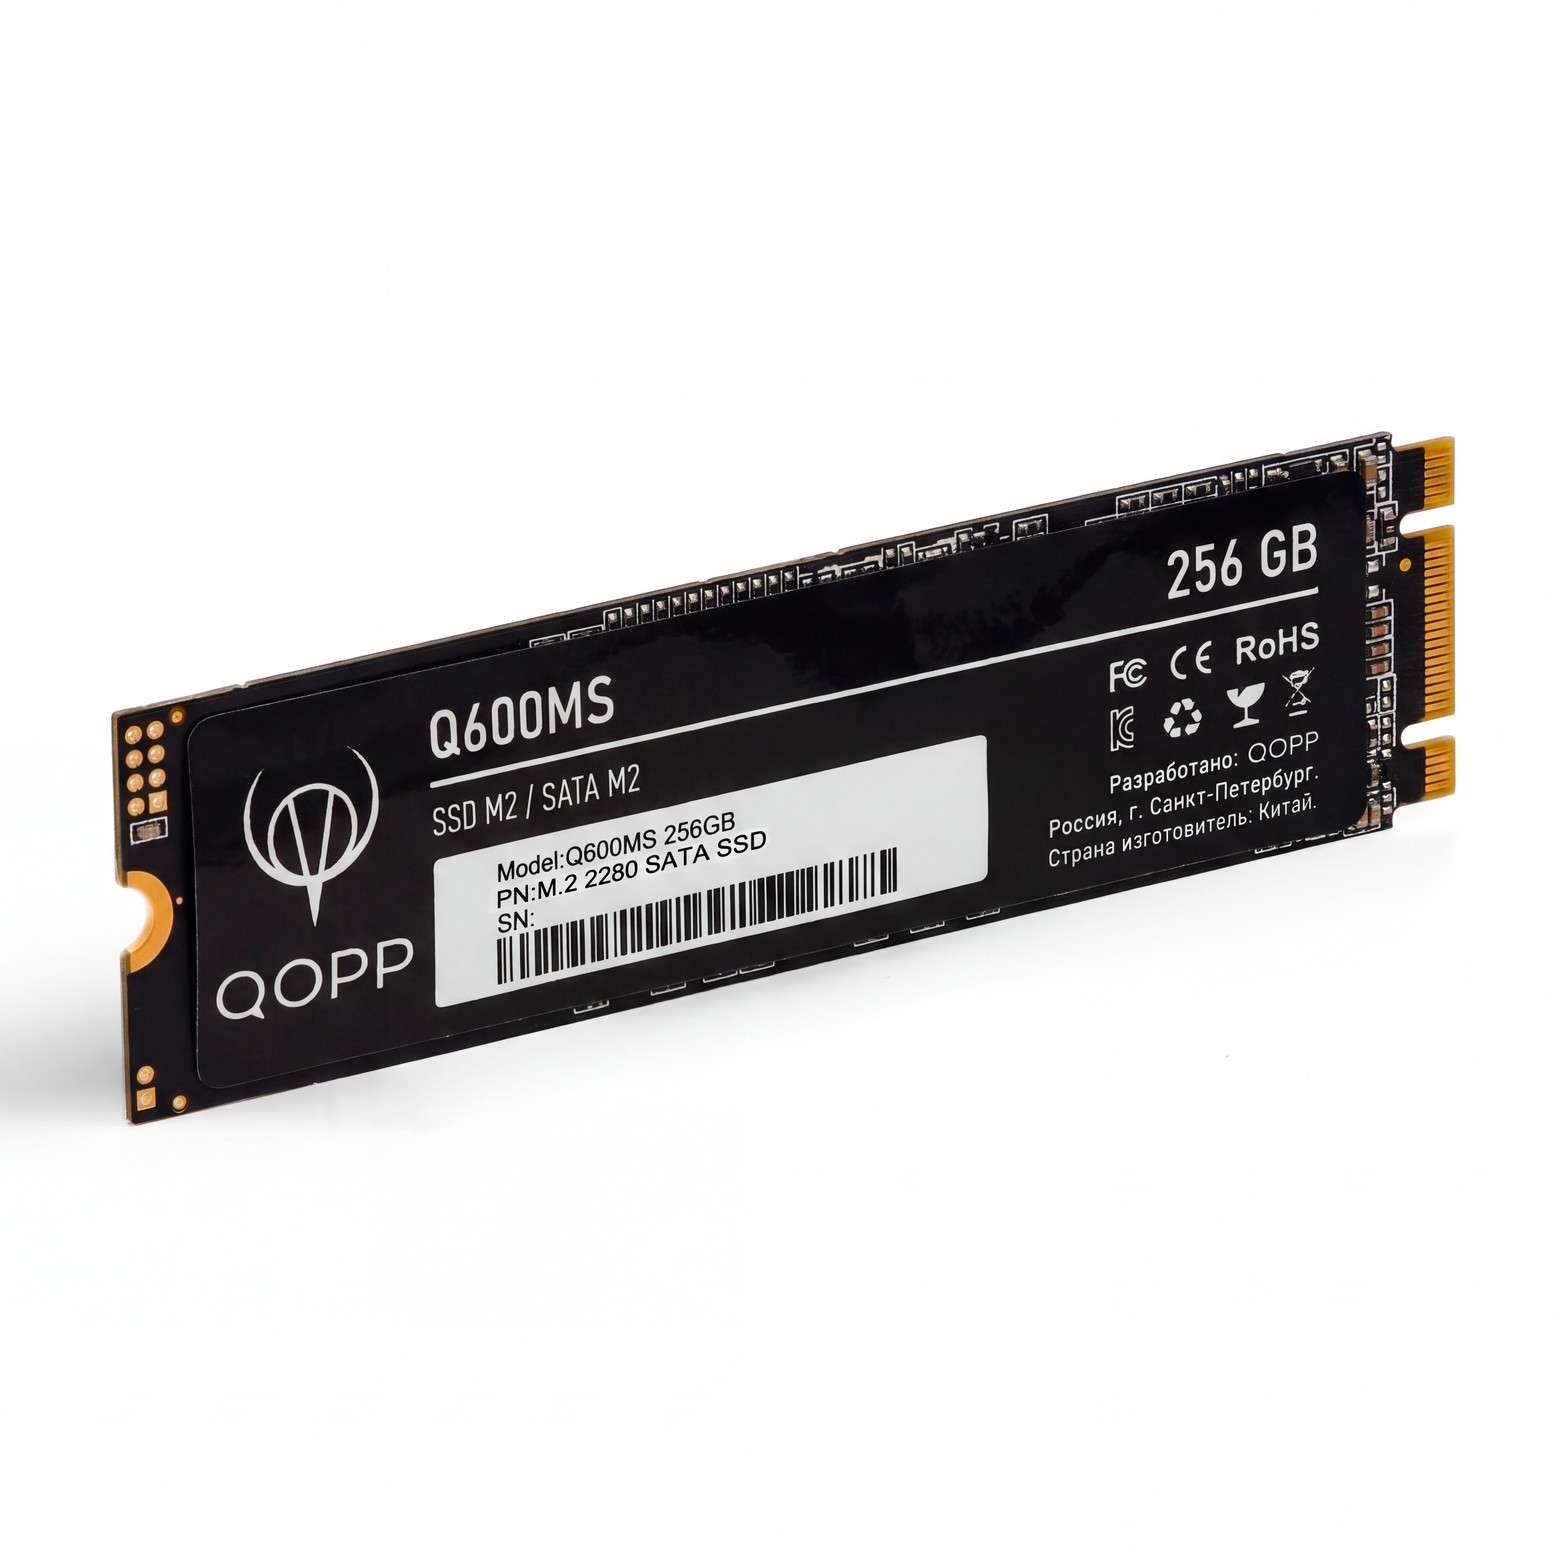 256 GB
Q600MS
SSD M2 / SATA M2
QOPP
Model:Q600MS 256GB
PN:M.2 2280 SATA SSD
SN:
FC CE RoHS
Разработано: QOPP
Россия, г. Санкт-Петербург.
Страна изготовитель: Китай.